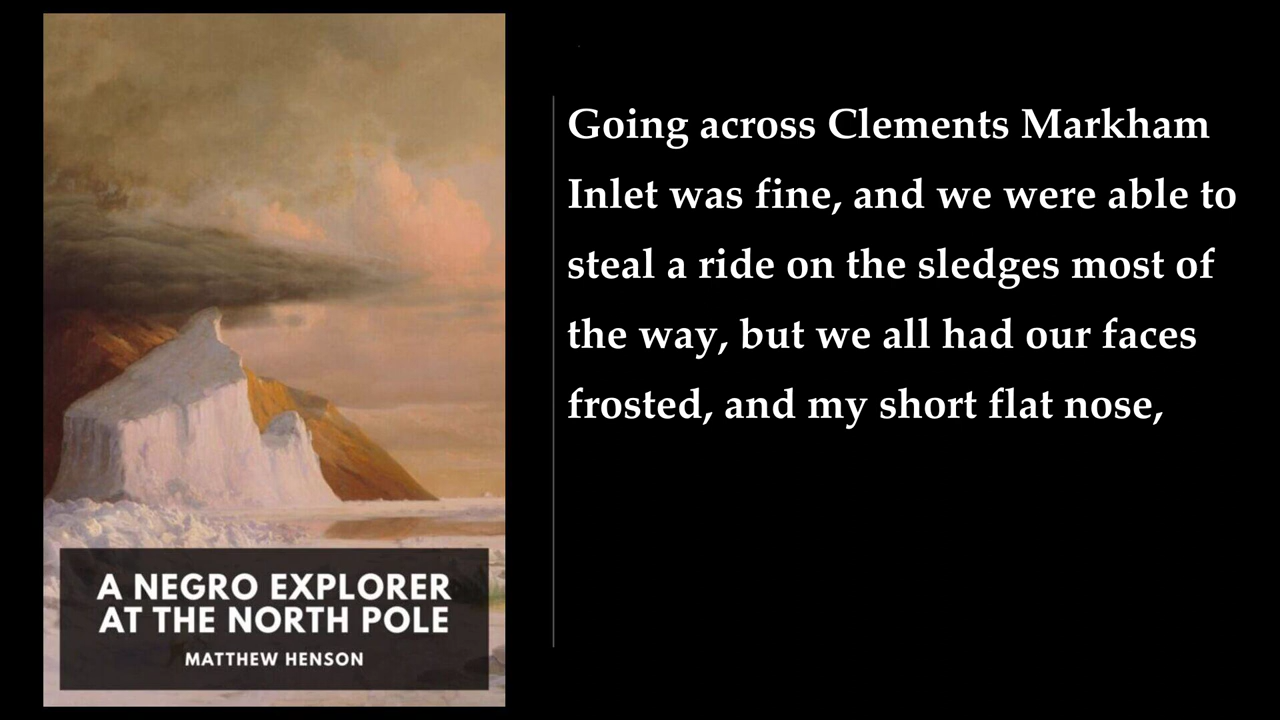 Going across Clements Markham
Inlet was fine, and we were able to
steal a ride on the sledges most of
the way, but we all had our faces
frosted, and my short flat nose,
A NEGRO EXPLORER
AT THE NORTH POLE
MATTHEW HENSON